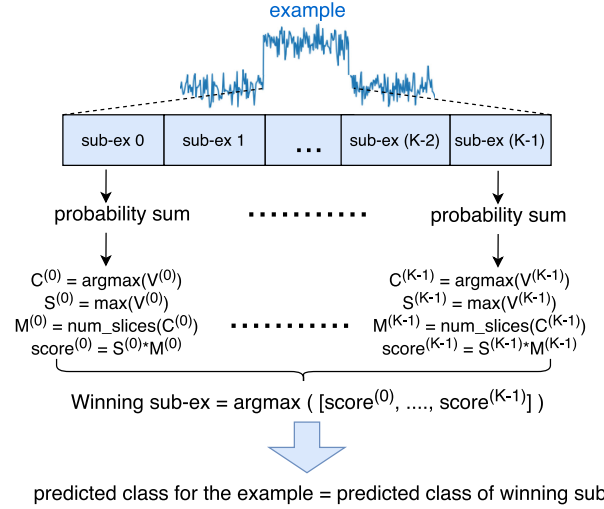 example
sub-ex 0 sub-ex 1 ... sub-ex (K-2) sub-ex (K-1)
probability sum ............ probability sum
C^(0) = argmax(V^(0)) C^(K-1) = argmax(V^(K-1))
S^(0) = max(V^(0)) S^(K-1) = max(V^(K-1))
M^(0) = num_slices(C^(0)) ............ M^(K-1) = num_slices(C^(K-1))
score^(0) = S^(0)*M^(0) score^(K-1) = S^(K-1)*M^(K-1)
Winning sub-ex = argmax ( [score^(0), ...., score^(K-1)] )
predicted class for the example = predicted class of winning sub